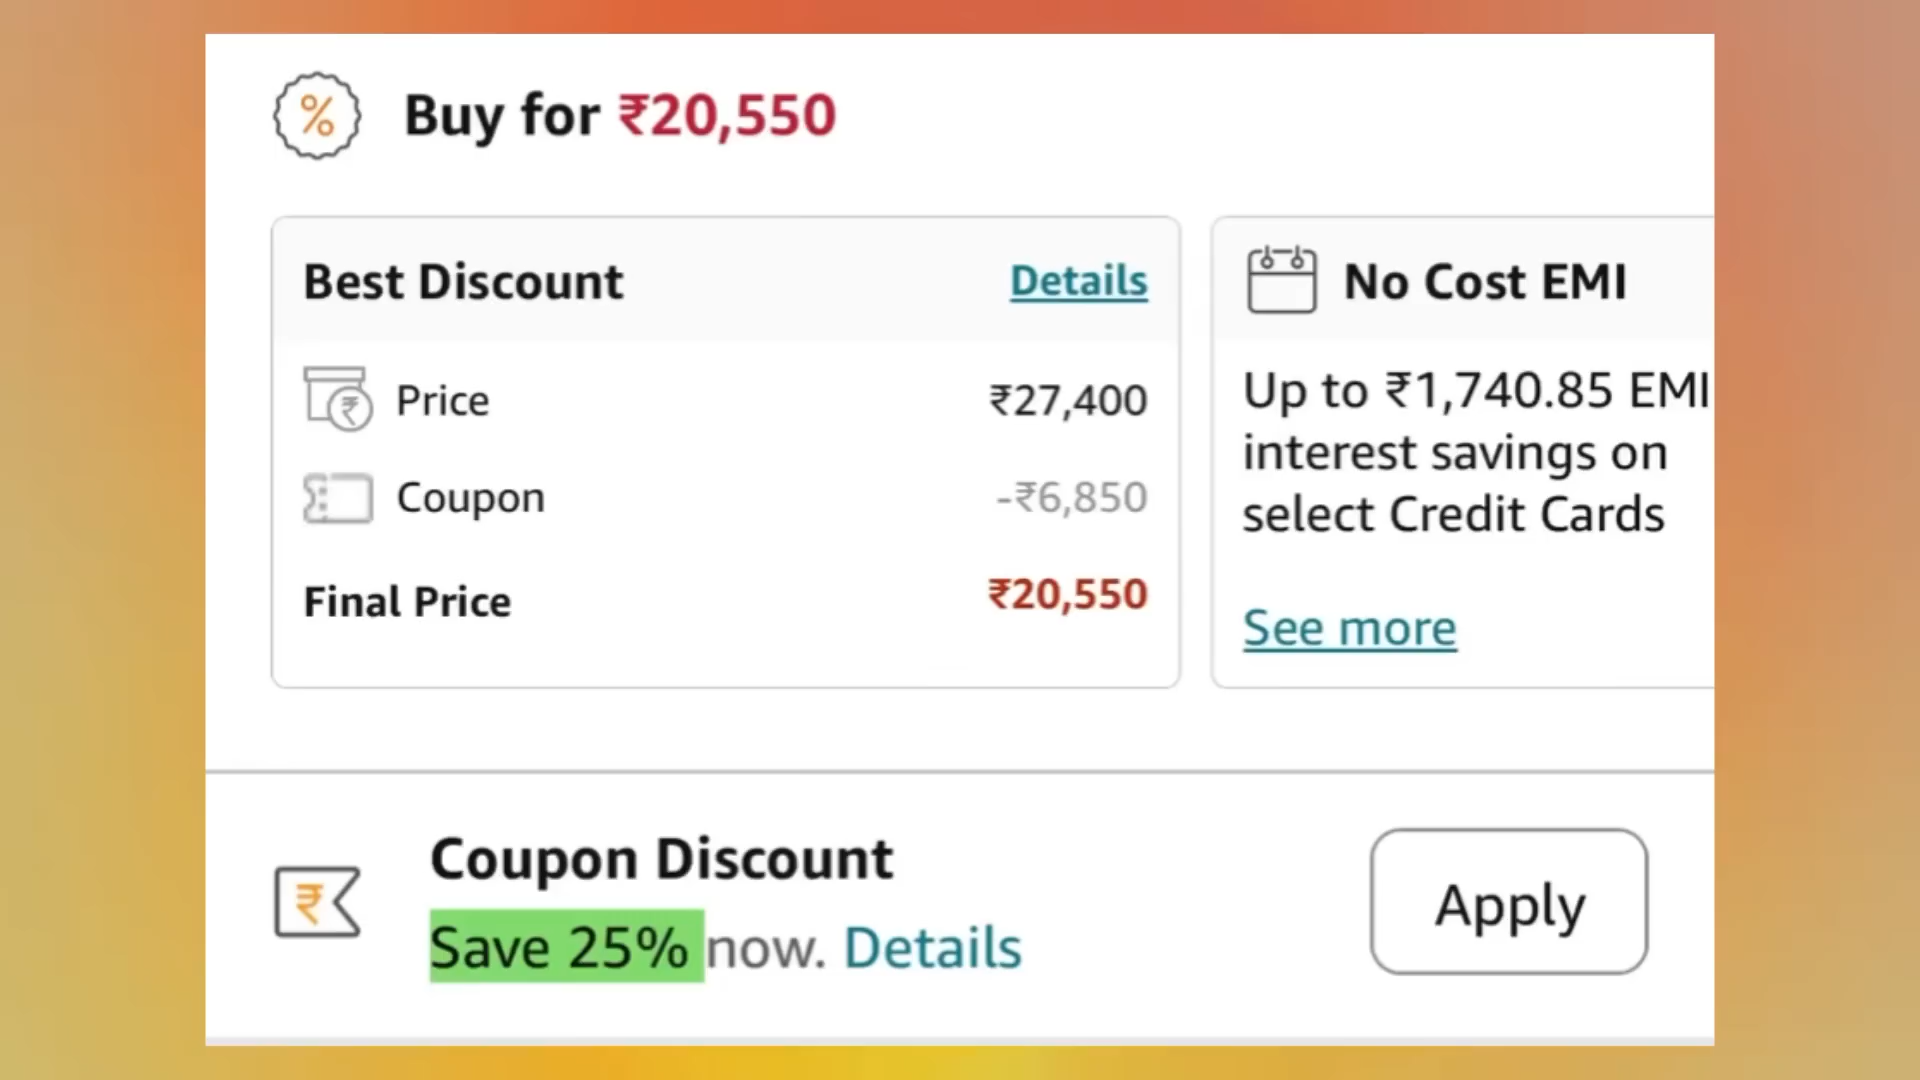 Buy for ₹20,550
Best Discount Details
Price ₹27,400
Coupon -₹6,850
Final Price ₹20,550
No Cost EMI
Up to ₹1,740.85 EMI
interest savings on
select Credit Cards
See more
Coupon Discount
Save 25% now. Details
Apply